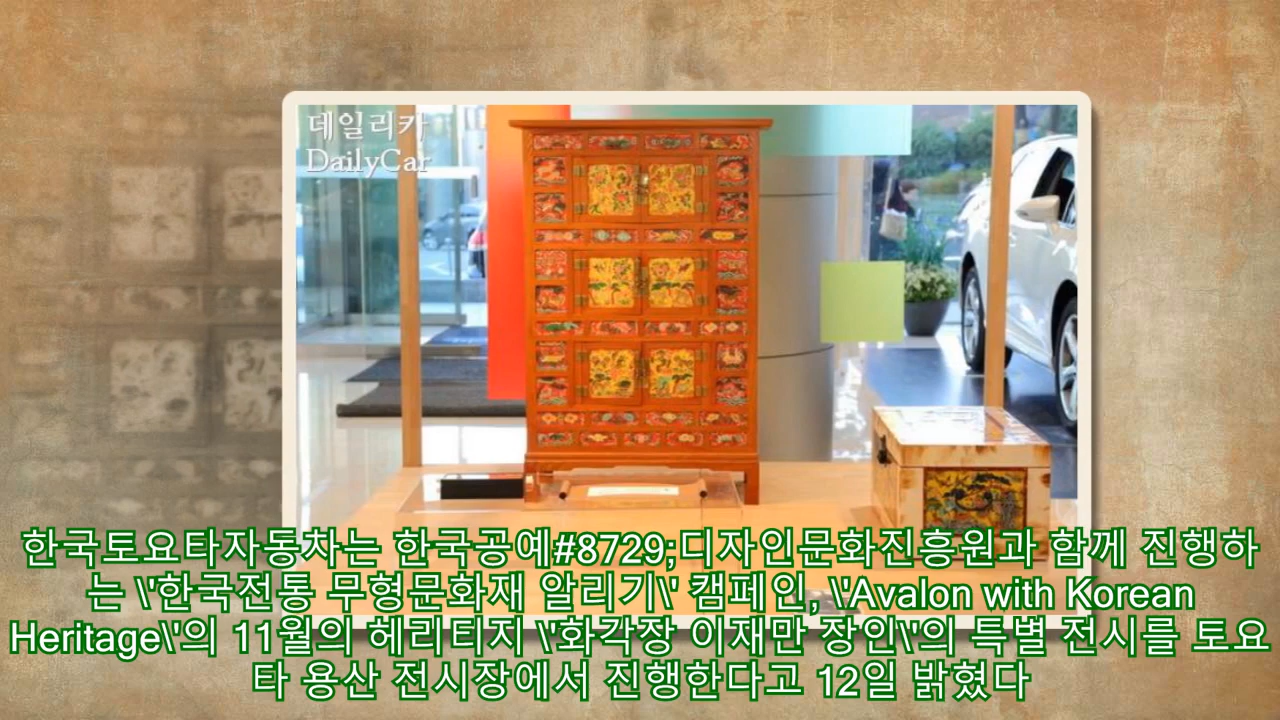 데일리카
DailyCar
한국토요타자동차는 한국공예#8729;디자인문화진흥원과 함께 진행하
는 \'한국전통 무형문화재 알리기\' 캠페인, \'Avalon with Korean
Heritage\'의 11월의 헤리티지 \'화각장 이재만 장인\'의 특별 전시를 토요
타 용산 전시장에서 진행한다고 12일 밝혔다